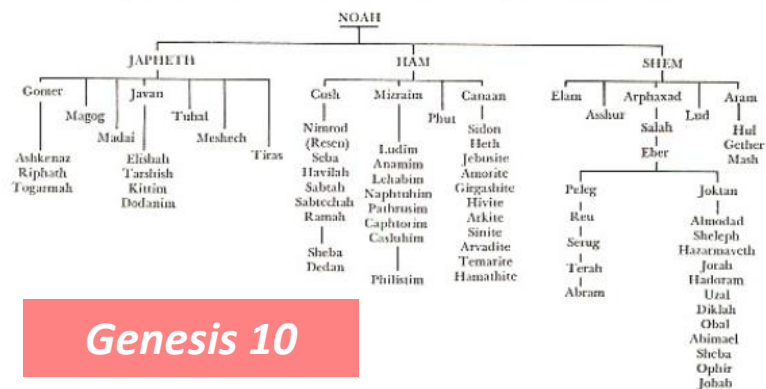 NOAH
JAPHETH
HAM
SHEM
Gomer
Magog
Madai
Javan
Tubal
Meshech
Tiras
Ashkenaz
Riphath
Togarmah
Elishah
Tarshish
Kittim
Dodanim
Cush
Mizraim
Phut
Canaan
Nimrod
(Resen)
Seba
Havilah
Sabtah
Sabtechah
Ramah
Sheba
Dedan
Ludim
Anamim
Lehabim
Naphtuhim
Pathrusim
Caphtorim
Casluhim
Philistim
Sidon
Heth
Jebusite
Amorite
Girgashite
Hivite
Arkite
Sinite
Arvadite
Temarite
Hamathite
Elam
Asshur
Arphaxad
Lud
Aram
Salah
Eber
Hul
Gether
Mash
Peleg
Reu
Serug
Terah
Abram
Joktan
Almodad
Sheleph
Hazarmaveth
Jorah
Hadoram
Uzal
Diklah
Obal
Abimael
Sheba
Ophir
Jobab
Genesis 10